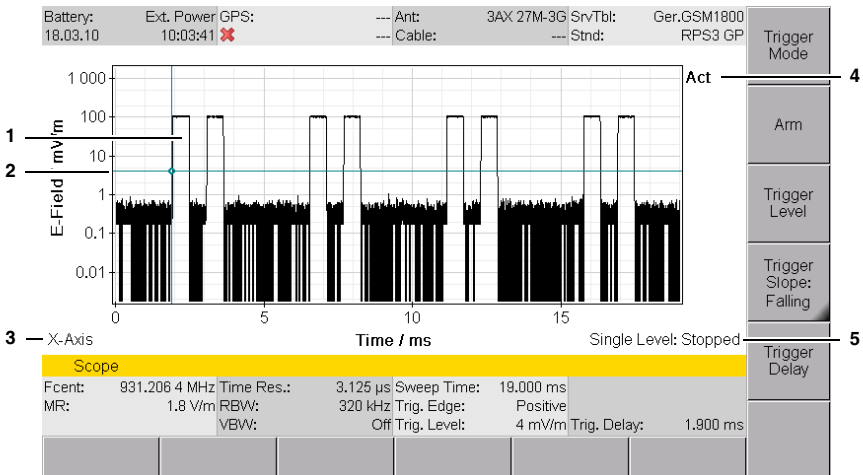 Battery: Ext. Power GPS: --- Ant: 3AX 27M-3G SrvTbl: Ger.GSM1800
18.03.10 10:03:41 --- Cable: --- Stnd: RPS3 GP
Trigger
Mode
Act
4
1 000
100
10
1
0.1
0.01
E-Field / mV/m
1
2
Arm
Trigger
Level
Trigger
Slope:
Falling
0 5 10 15
3 X-Axis Time / ms Single Level: Stopped 5
Trigger
Delay
Scope
Fcent: 931.206 4 MHz Time Res.: 3.125 µs Sweep Time: 19.000 ms
MR: 1.8 V/m RBW: 320 kHz Trig. Edge: Positive
VBW: Off Trig. Level: 4 mV/m Trig. Delay: 1.900 ms